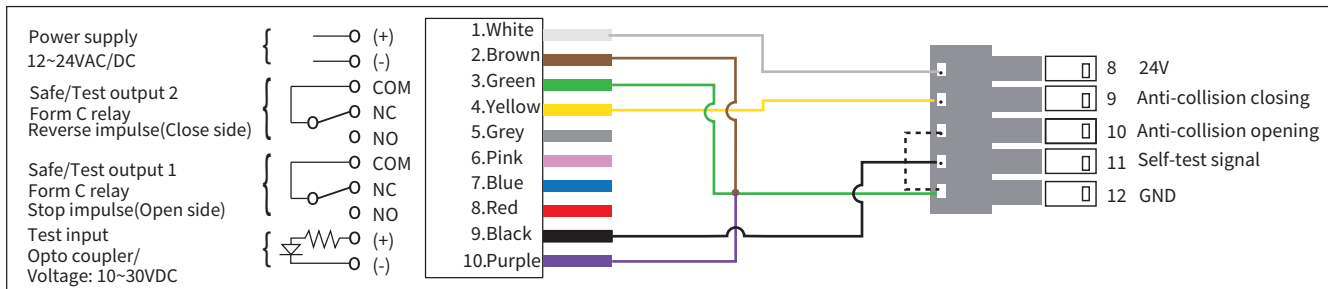 Power supply
12~24VAC/DC
(+)
(-)
Safe/Test output 2
Form C relay
Reverse impulse(Close side)
COM
NC
NO
Safe/Test output 1
Form C relay
Stop impulse(Open side)
COM
NC
NO
Test input
Opto coupler/
Voltage: 10~30VDC
(+)
(-)
1.White
2.Brown
3.Green
4.Yellow
5.Grey
6.Pink
7.Blue
8.Red
9.Black
10.Purple
8 24V
9 Anti-collision closing
10 Anti-collision opening
11 Self-test signal
12 GND